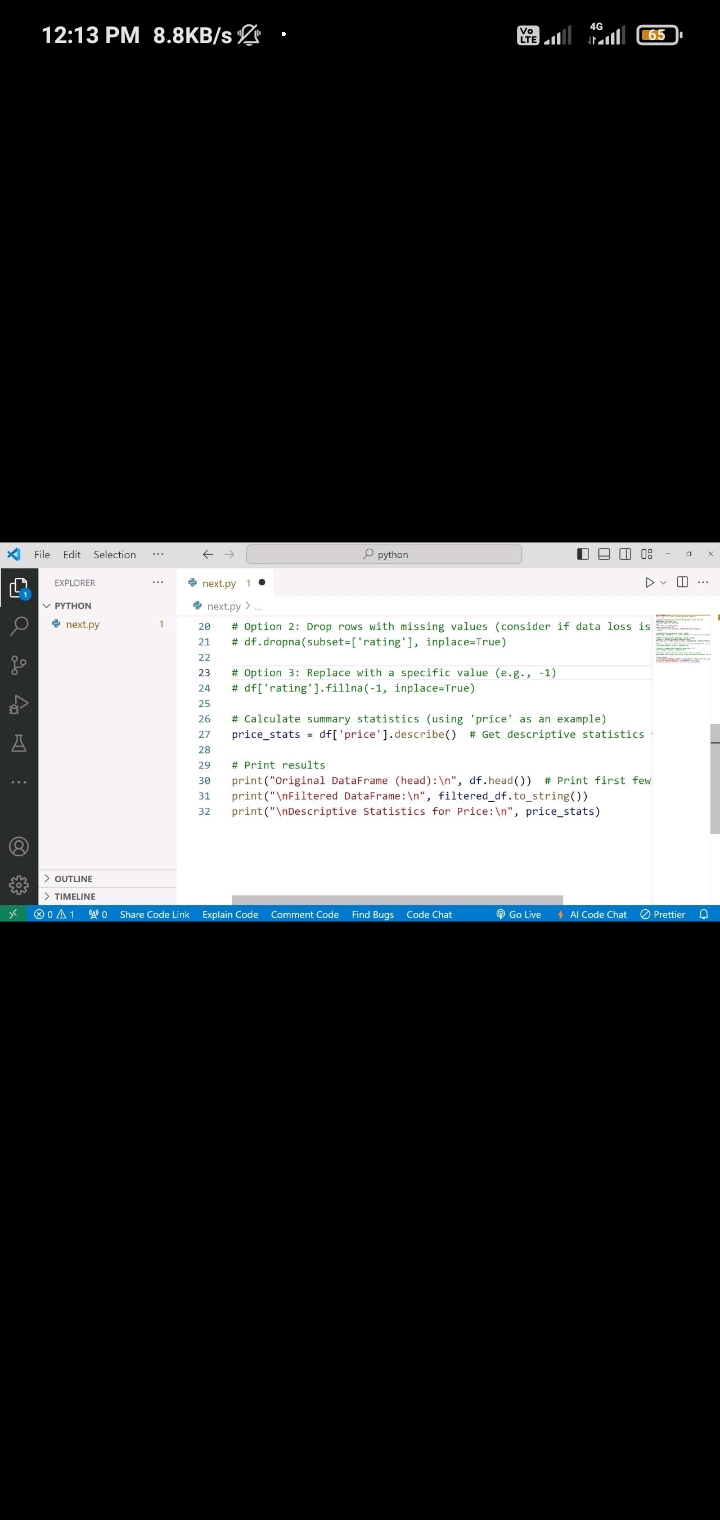 12:13 PM 8.8KB/s
Vo LTE 4G 65
File Edit Selection ··· python
EXPLORER ··· next.py 1
PYTHON next.py > ...
next.py 1
20 # Option 2: Drop rows with missing values (consider if data loss is
21 # df.dropna(subset=['rating'], inplace=True)
22
23 # Option 3: Replace with a specific value (e.g., -1)
24 # df['rating'].fillna(-1, inplace=True)
25
26 # Calculate summary statistics (using 'price' as an example)
27 price_stats = df['price'].describe()  # Get descriptive statistics
28
29 # Print results
30 print("Original DataFrame (head):\n", df.head())  # Print first few
31 print("\nFiltered DataFrame:\n", filtered_df.to_string())
32 print("\nDescriptive Statistics for Price:\n", price_stats)
1
> OUTLINE
> TIMELINE
0 1 0 Share Code Link Explain Code Comment Code Find Bugs Code Chat Go Live AI Code Chat Prettier